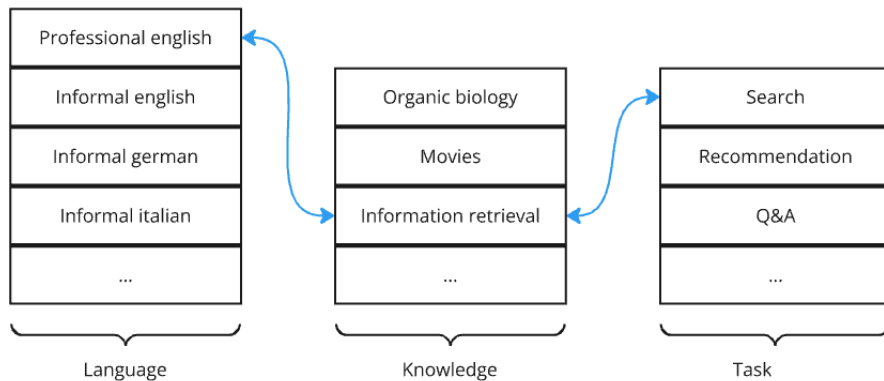 Professional english
Informal english
Informal german
Informal italian
...
Language
Organic biology
Movies
Information retrieval
...
Knowledge
Search
Recommendation
Q&A
...
Task